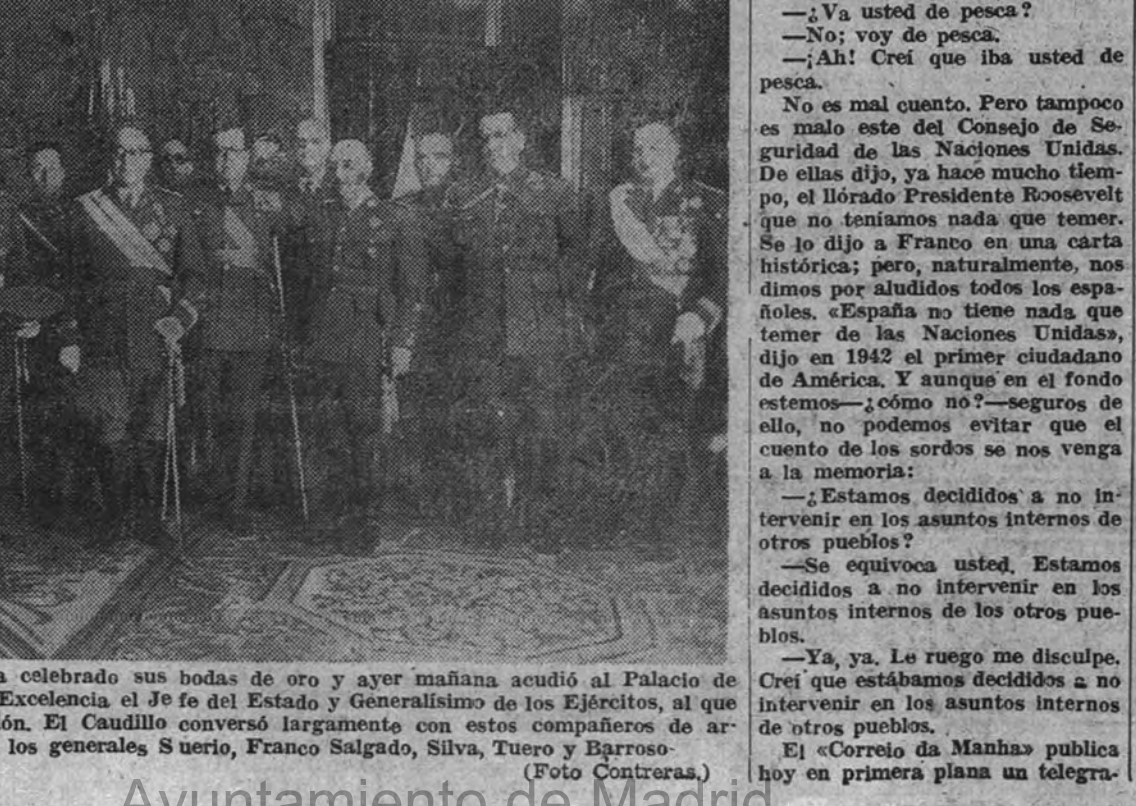 a celebrado sus bodas de oro y ayer mañana acudió al Palacio de
Excelencia el Jefe del Estado y Generalísimo de los Ejércitos, al que
ón. El Caudillo conversó largamente con estos compañeros de ar-
los generales Suerio, Franco Salgado, Silva, Tuero y Barroso-
(Foto Contreras.)
—¿Va usted de pesca?
—No; voy de pesca.
—¡Ah! Creí que iba usted de
pesca.
No es mal cuento. Pero tampoco
es malo este del Consejo de Se-
guridad de las Naciones Unidas.
De ellas dijo, ya hace mucho tiem-
po, el llorado Presidente Roosevelt
que no teníamos nada que temer.
Se lo dijo a Franco en una carta
histórica; pero, naturalmente, nos
dimos por aludidos todos los espa-
ñoles. «España no tiene nada que
temer de las Naciones Unidas»,
dijo en 1942 el primer ciudadano
de América. Y aunque en el fondo
estemos—¿cómo no?—seguros de
ello, no podemos evitar que el
cuento de los sordos se nos venga
a la memoria:
—¿Estamos decididos a no in-
tervenir en los asuntos internos de
otros pueblos?
—Se equivoca usted. Estamos
decididos a no intervenir en los
asuntos internos de los otros pue-
blos.
—Ya, ya. Le ruego me disculpe.
Creí que estábamos decididos a no
intervenir en los asuntos internos
de otros pueblos.
El «Correio da Manha» publica
hoy en primera plana un telegra-
Ayuntamiento de Madrid